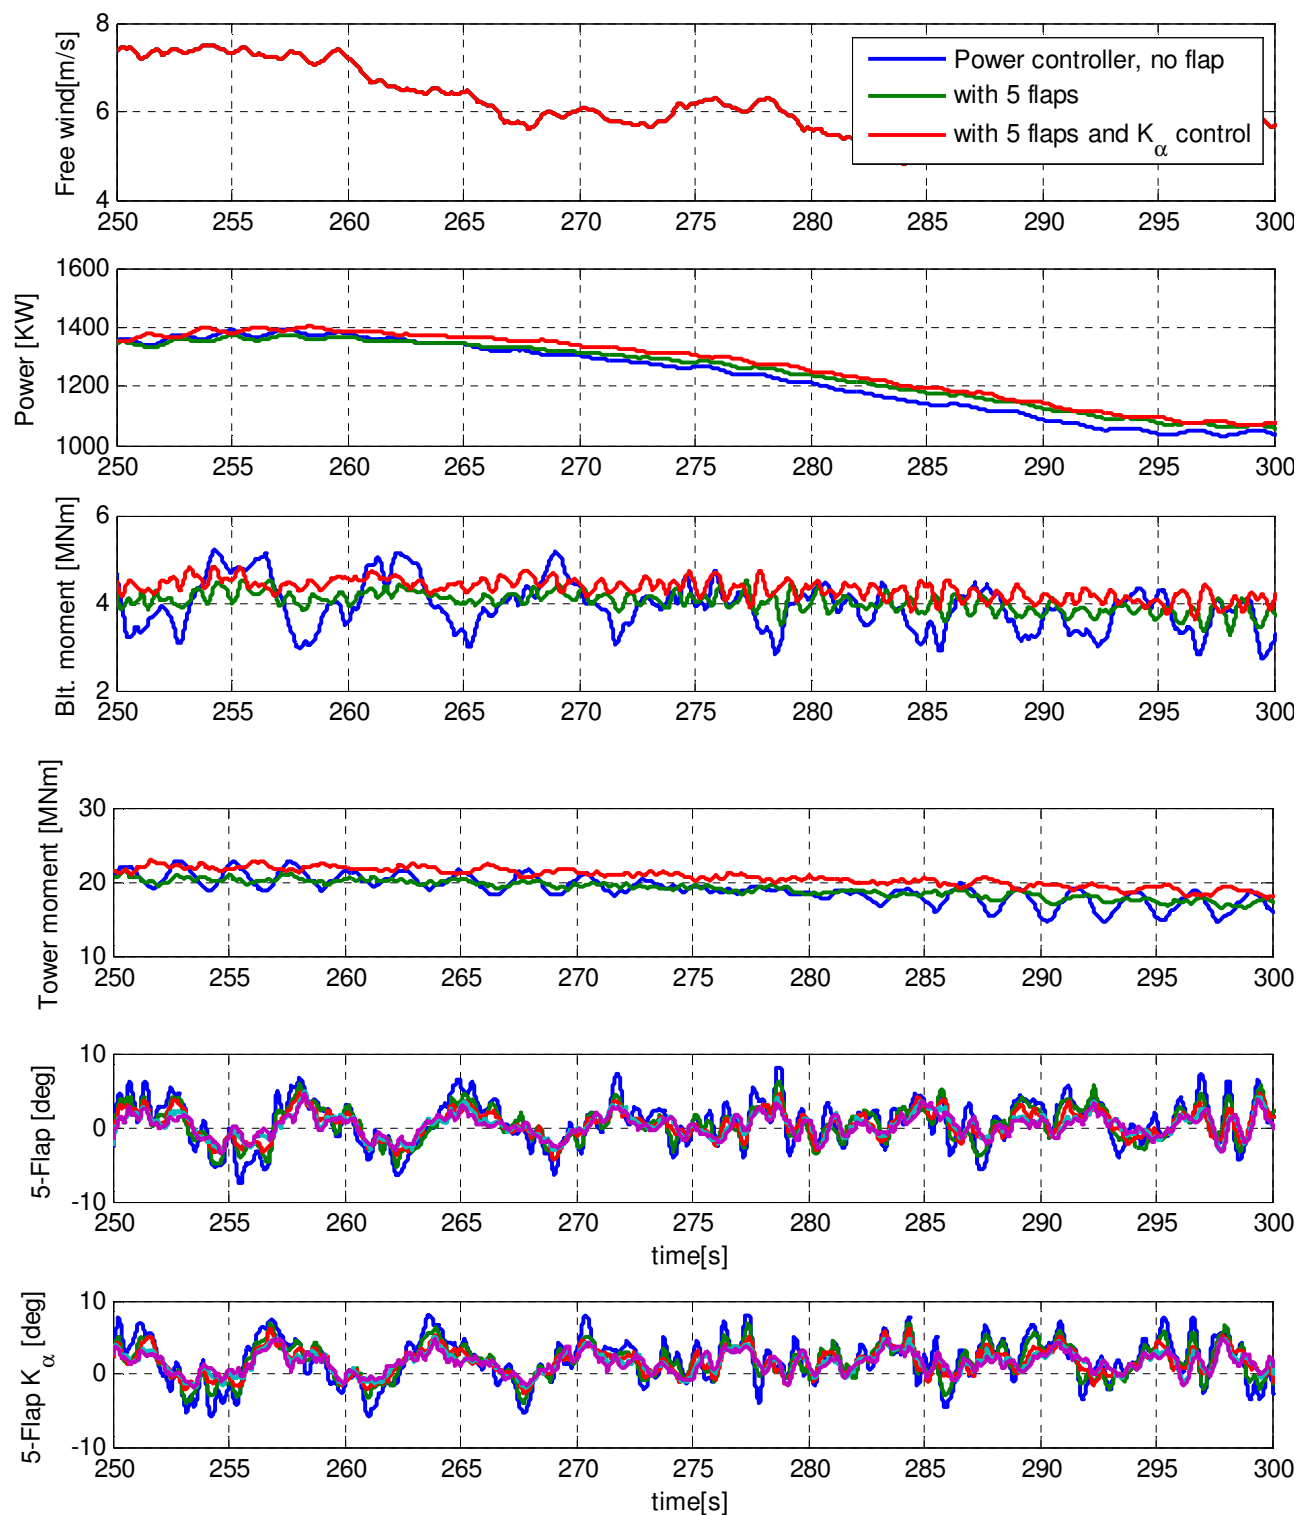 Free wind[m/s]
8
6
4
Power controller, no flap
with 5 flaps
with 5 flaps and K α control
250 255 260 265 270 275 280 285 290 295 300
Power [KW]
1600
1400
1200
1000
250 255 260 265 270 275 280 285 290 295 300
Blt. moment [MNm]
6
4
2
250 255 260 265 270 275 280 285 290 295 300
Tower moment [MNm]
30
20
10
250 255 260 265 270 275 280 285 290 295 300
5-Flap [deg]
10
0
-10
250 255 260 265 270 275 280 285 290 295 300
time[s]
5-Flap K α [deg]
10
0
-10
250 255 260 265 270 275 280 285 290 295 300
time[s]